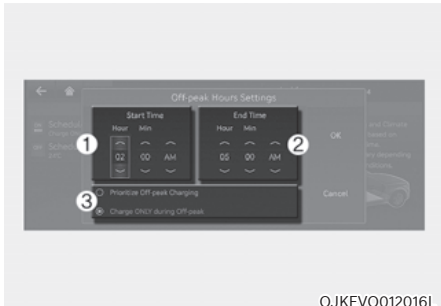 Off-peak Hours Settings
Start Time
End Time
Hour Min
Hour Min
1
02 00 AM
05 00 AM
2
OK
Prioritize Off-peak Charging
3
Charge ONLY during Off-peak
Cancel
OJKEVQ012016L